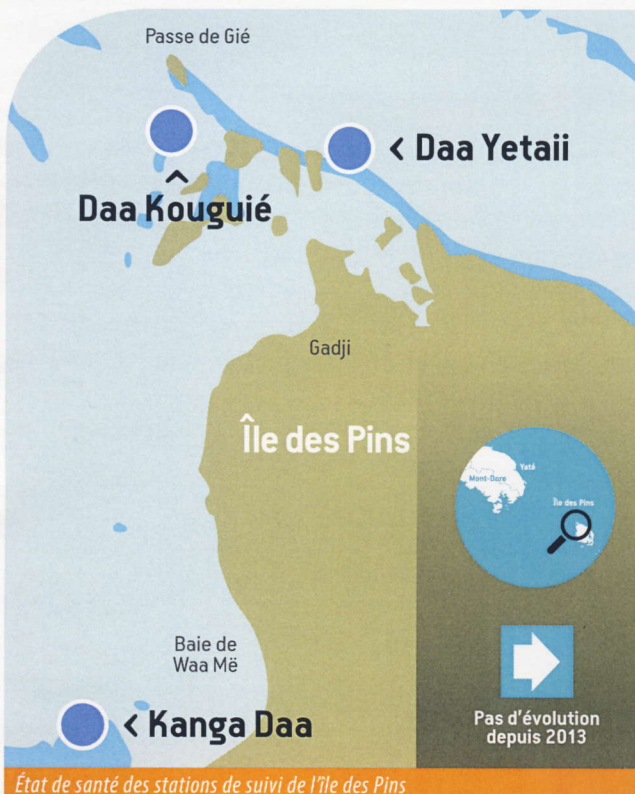 Passe de Gié
< Daa Yetaii
^
Daa Kouguié
Gadji
Île des Pins
Yaté
Mont-Dore
Île des Pins
Baie de
Waa Më
< Kanga Daa
Pas d'évolution
depuis 2013
État de santé des stations de suivi de l'île des Pins